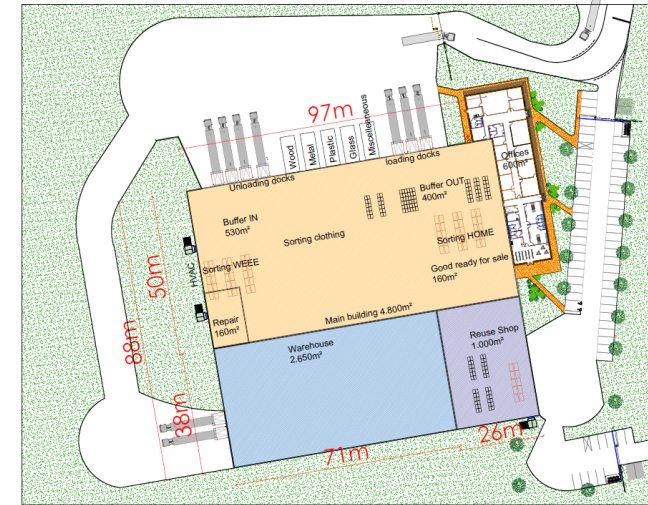 97m
Wood
Metal
Plastic
Glass
Miscelleaneous
Unloading docks
loading docks
Offices
600m²
Buffer IN
530m²
Buffer OUT
400m²
Sorting clothing
Sorting HOME
HVAC
Sorting WEEE
Good ready for sale
160m²
50m
88m
38m
Repair
160m²
Main building 4.800m²
Warehouse
2.650m²
Reuse Shop
1.000m²
71m
26m